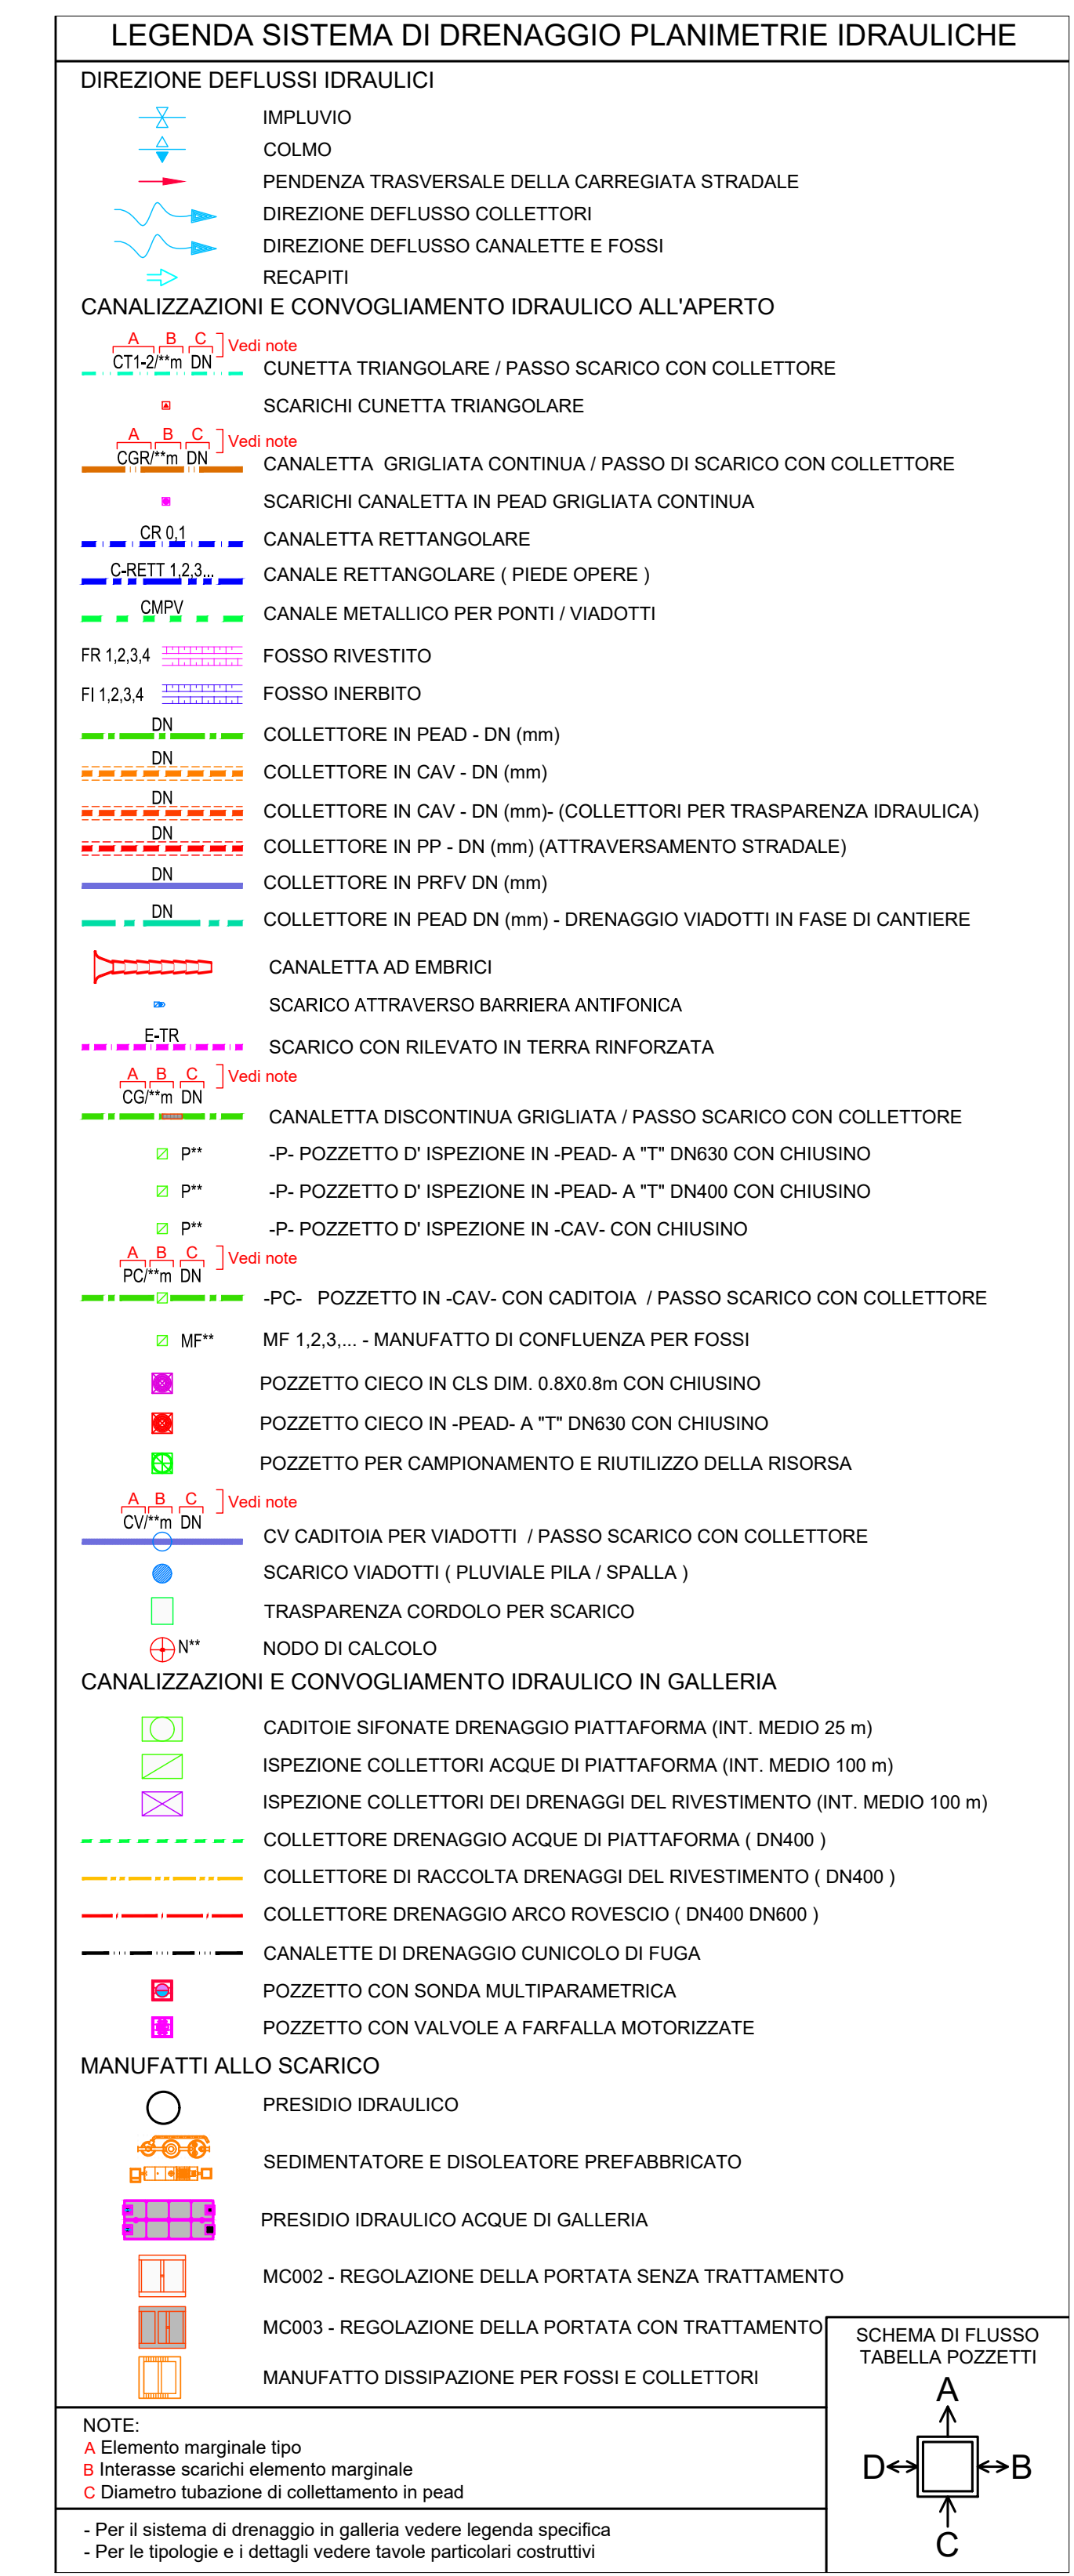 LEGENDA SISTEMA DI DRENAGGIO PLANIMETRIE IDRAULICHE
DIREZIONE DEFLUSSI IDRAULICI
IMPLUVIO
COLMO
PENDENZA TRASVERSALE DELLA CARREGIATA STRADALE
DIREZIONE DEFLUSSO COLLETTORI
DIREZIONE DEFLUSSO CANALETTE E FOSSI
RECAPITI
CANALIZZAZIONI E CONVOGLIAMENTO IDRAULICO ALL'APERTO
A B C Vedi note
CT1-2/**m DN
CUNETTA TRIANGOLARE / PASSO SCARICO CON COLLETTORE
SCARICHI CUNETTA TRIANGOLARE
A B C Vedi note
CGR/**m DN
CANALETTA GRIGLIATA CONTINUA / PASSO DI SCARICO CON COLLETTORE
SCARICHI CANALETTA IN PEAD GRIGLIATA CONTINUA
CR 0,1 CANALETTA RETTANGOLARE
C-RETT 1,2,3... CANALE RETTANGOLARE ( PIEDE OPERE )
CMPV CANALE METALLICO PER PONTI / VIADOTTI
FR 1,2,3,4 FOSSO RIVESTITO
FI 1,2,3,4 FOSSO INERBITO
DN COLLETTORE IN PEAD - DN (mm)
DN COLLETTORE IN CAV - DN (mm)
DN COLLETTORE IN CAV - DN (mm)- (COLLETTORI PER TRASPARENZA IDRAULICA)
DN COLLETTORE IN PP - DN (mm) (ATTRAVERSAMENTO STRADALE)
DN COLLETTORE IN PRFV DN (mm)
DN COLLETTORE IN PEAD DN (mm) - DRENAGGIO VIADOTTI IN FASE DI CANTIERE
CANALETTA AD EMBRICI
SCARICO ATTRAVERSO BARRIERA ANTIFONICA
E-TR SCARICO CON RILEVATO IN TERRA RINFORZATA
A B C Vedi note
CG/**m DN
CANALETTA DISCONTINUA GRIGLIATA / PASSO SCARICO CON COLLETTORE
P** -P- POZZETTO D' ISPEZIONE IN -PEAD- A "T" DN630 CON CHIUSINO
P** -P- POZZETTO D' ISPEZIONE IN -PEAD- A "T" DN400 CON CHIUSINO
P** -P- POZZETTO D' ISPEZIONE IN -CAV- CON CHIUSINO
A B C Vedi note
PC/**m DN
-PC- POZZETTO IN -CAV- CON CADITOIA / PASSO SCARICO CON COLLETTORE
MF** MF 1,2,3,... - MANUFATTO DI CONFLUENZA PER FOSSI
POZZETTO CIECO IN CLS DIM. 0.8X0.8m CON CHIUSINO
POZZETTO CIECO IN -PEAD- A "T" DN630 CON CHIUSINO
POZZETTO PER CAMPIONAMENTO E RIUTILIZZO DELLA RISORSA
A B C Vedi note
CV/**m DN
CV CADITOIA PER VIADOTTI / PASSO SCARICO CON COLLETTORE
SCARICO VIADOTTI ( PLUVIALE PILA / SPALLA )
TRASPARENZA CORDOLO PER SCARICO
N** NODO DI CALCOLO
CANALIZZAZIONI E CONVOGLIAMENTO IDRAULICO IN GALLERIA
CADITOIE SIFONATE DRENAGGIO PIATTAFORMA (INT. MEDIO 25 m)
ISPEZIONE COLLETTORI ACQUE DI PIATTAFORMA (INT. MEDIO 100 m)
ISPEZIONE COLLETTORI DEI DRENAGGI DEL RIVESTIMENTO (INT. MEDIO 100 m)
COLLETTORE DRENAGGIO ACQUE DI PIATTAFORMA ( DN400 )
COLLETTORE DI RACCOLTA DRENAGGI DEL RIVESTIMENTO ( DN400 )
COLLETTORE DRENAGGIO ARCO ROVESCIO ( DN400 DN600 )
CANALETTE DI DRENAGGIO CUNICOLO DI FUGA
POZZETTO CON SONDA MULTIPARAMETRICA
POZZETTO CON VALVOLE A FARFALLA MOTORIZZATE
MANUFATTI ALLO SCARICO
PRESIDIO IDRAULICO
SEDIMENTATORE E DISOLEATORE PREFABBRICATO
PRESIDIO IDRAULICO ACQUE DI GALLERIA
MC002 - REGOLAZIONE DELLA PORTATA SENZA TRATTAMENTO
MC003 - REGOLAZIONE DELLA PORTATA CON TRATTAMENTO
MANUFATTO DISSIPAZIONE PER FOSSI E COLLETTORI
NOTE:
A Elemento marginale tipo
B Interasse scarichi elemento marginale
C Diametro tubazione di collettamento in pead
- Per il sistema di drenaggio in galleria vedere legenda specifica
- Per le tipologie e i dettagli vedere tavole particolari costruttivi
SCHEMA DI FLUSSO
TABELLA POZZETTI
A
D B
C